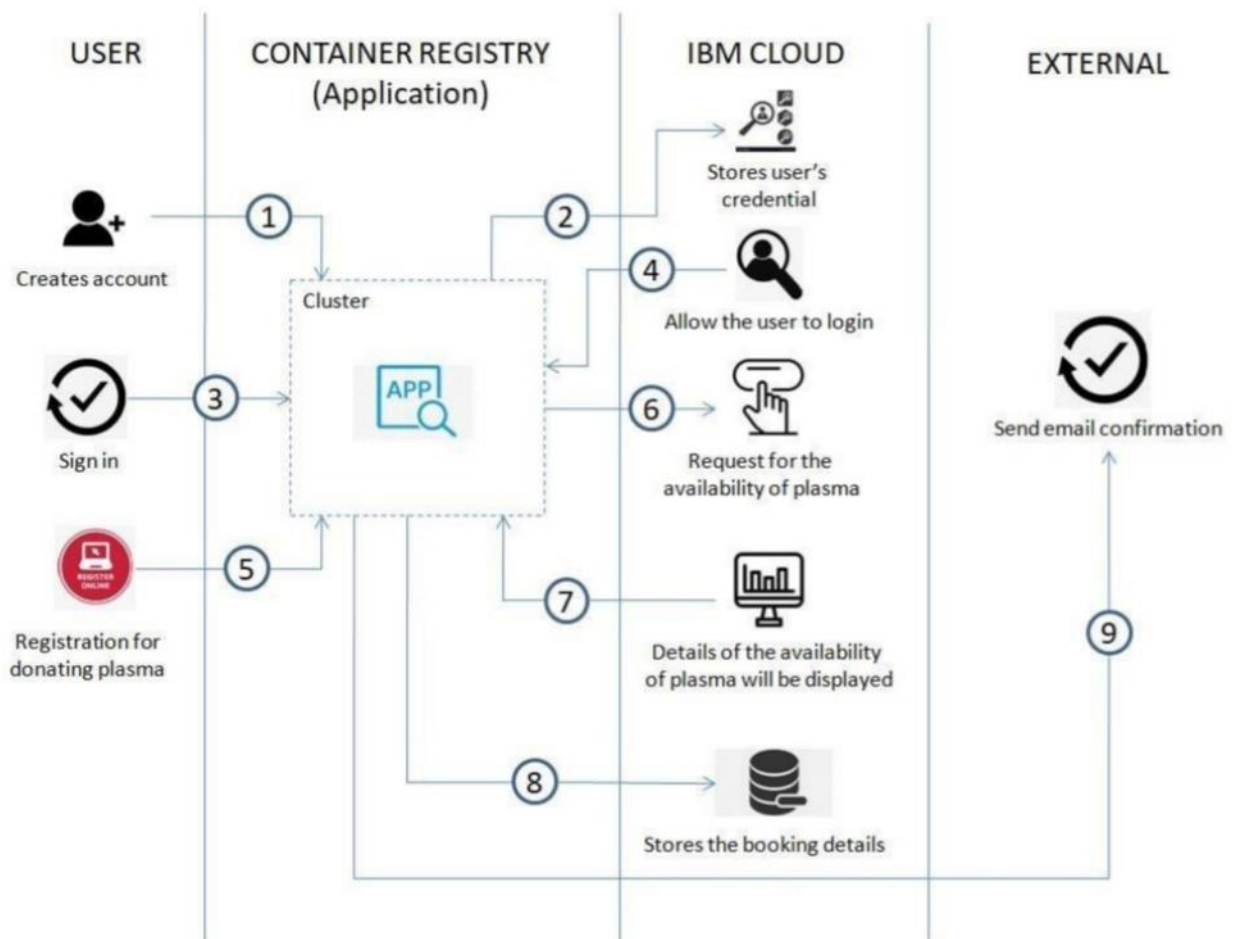 USER
CONTAINER REGISTRY
(Application)
IBM CLOUD
EXTERNAL
Stores user's
credential
1
2
Creates account
4
Allow the user to login
Cluster
APP
3
6
Sign in
Request for the
availability of plasma
Send email confirmation
REGISTER
ONLINE
5
7
Registration for
donating plasma
Details of the availability
of plasma will be displayed
9
8
Stores the booking details